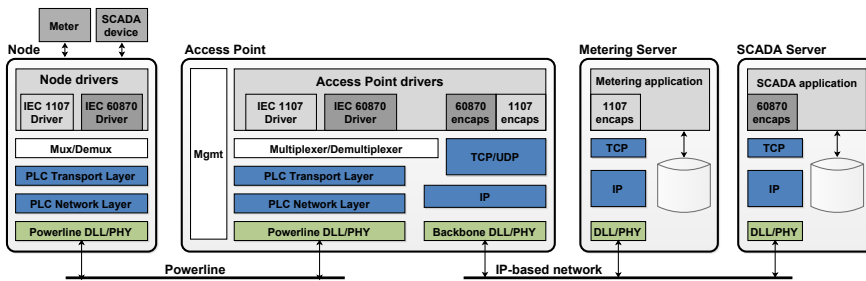 Meter
SCADA
device
Node
Access Point
Metering Server
SCADA Server
Node drivers
IEC 1107
Driver
IEC 60870
Driver
Mux/Demux
PLC Transport Layer
PLC Network Layer
Powerline DLL/PHY
Mgmt
Access Point drivers
IEC 1107
Driver
IEC 60870
Driver
60870
encaps
1107
encaps
Multiplexer/Demultiplexer
TCP/UDP
PLC Transport Layer
PLC Network Layer
IP
Powerline DLL/PHY
Backbone DLL/PHY
Metering application
1107
encaps
TCP
IP
DLL/PHY
SCADA application
60870
encaps
TCP
IP
DLL/PHY
Powerline
IP-based network